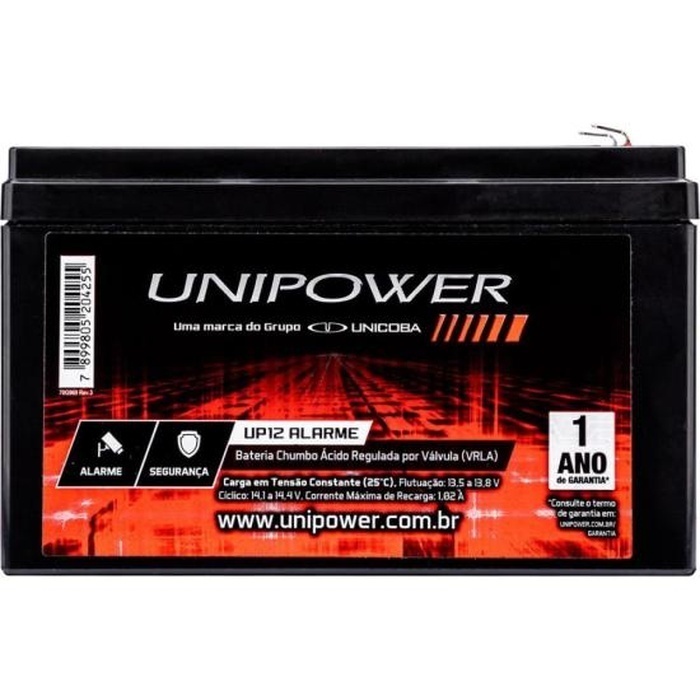 UNIPOWER
Uma marca do Grupo UNICOBA
7 899805 204255
UP12 ALARME
Bateria Chumbo Ácido Regulada por Válvula (VRLA)
ALARME
SEGURANÇA
Carga em Tensão Constante (25°C), Flutuação: 13,5 a 13,8 V
Cíclico: 14,1 a 14,4 V, Corrente Máxima de Recarga: 1,02 A
www.unipower.com.br
1
ANO
de GARANTIA*
*Consulte o termo
de garantia em:
UNIPOWER.COM.BR/
GARANTIA